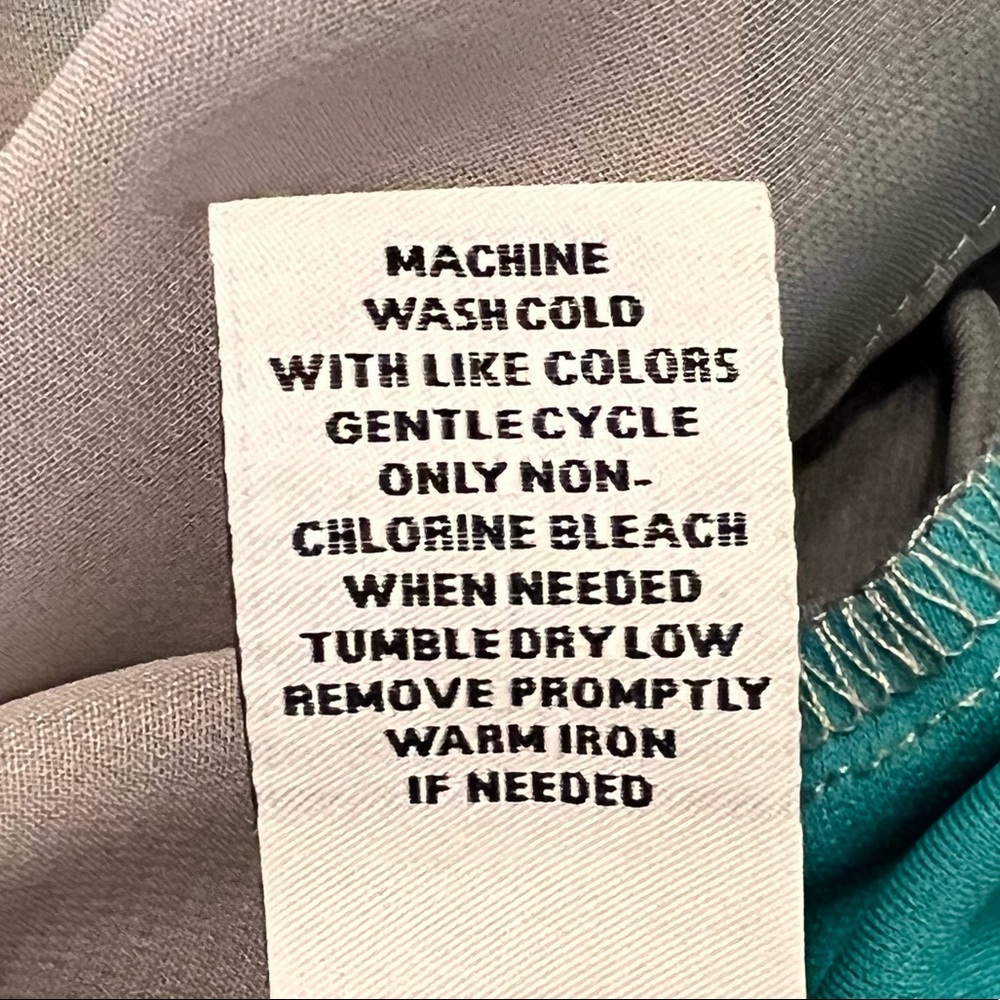 MACHINE
WASH COLD
WITH LIKE COLORS
GENTLE CYCLE
ONLY NON-
CHLORINE BLEACH
WHEN NEEDED
TUMBLE DRY LOW
REMOVE PROMPTLY
WARM IRON
IF NEEDED